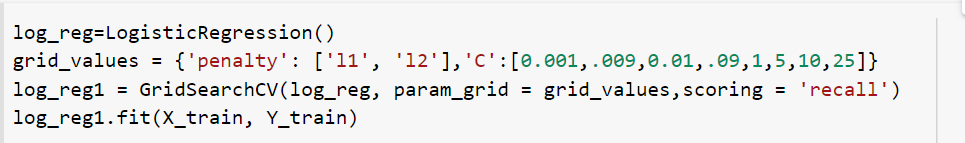 log_reg=LogisticRegression()
grid_values = {'penalty': ['l1', 'l2'],'C':[0.001,.009,0.01,.09,1,5,10,25]}
log_reg1 = GridSearchCV(log_reg, param_grid = grid_values,scoring = 'recall')
log_reg1.fit(X_train, Y_train)